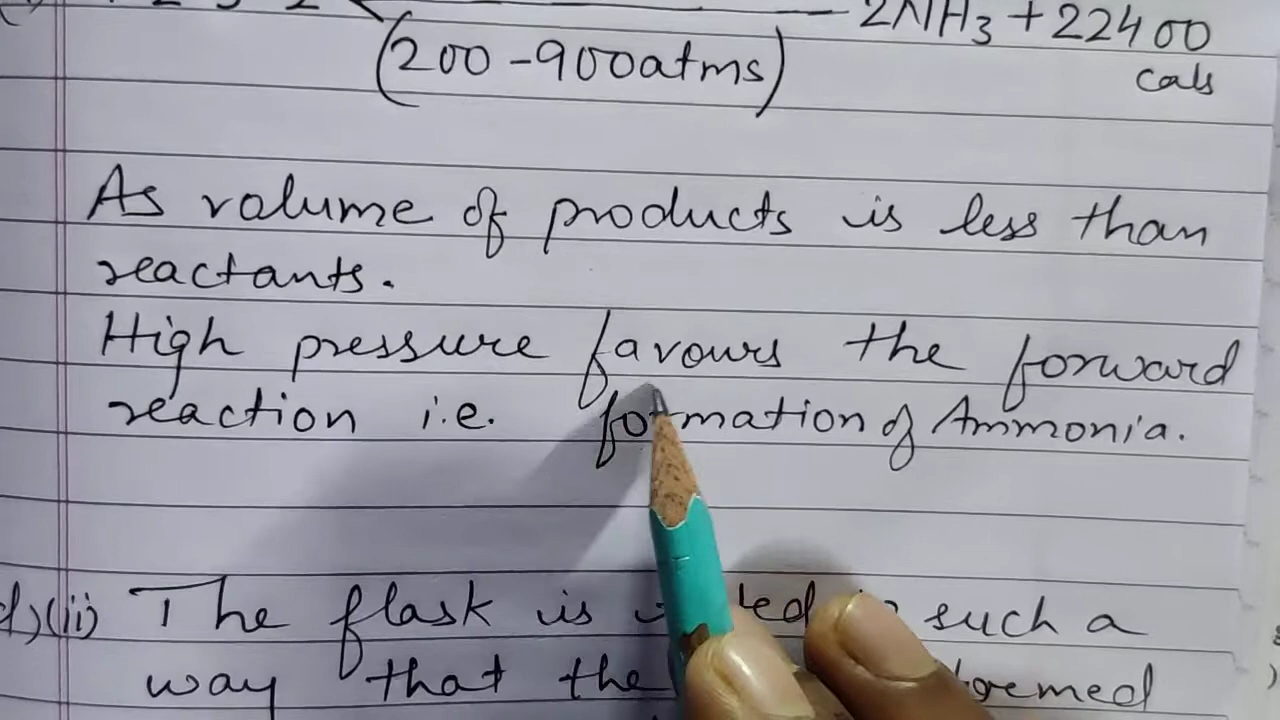 2NH3 + 22400
(200-900atms) cals
As volume of products is less than
reactants.
High pressure favours the forward
reaction i.e. formation of Ammonia.
d)(ii) The flask is such a
way that the